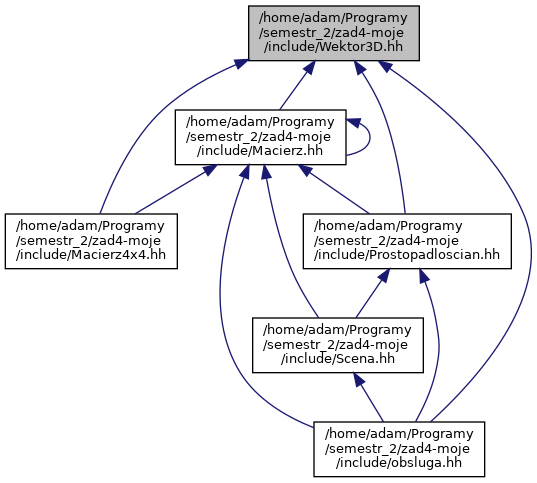 /home/adam/Programy
/semestr_2/zad4-moje
/include/Wektor3D.hh
/home/adam/Programy
/semestr_2/zad4-moje
/include/Macierz.hh
/home/adam/Programy
/semestr_2/zad4-moje
/include/Macierz4x4.hh
/home/adam/Programy
/semestr_2/zad4-moje
/include/Prostopadloscian.hh
/home/adam/Programy
/semestr_2/zad4-moje
/include/Scena.hh
/home/adam/Programy
/semestr_2/zad4-moje
/include/obsluga.hh